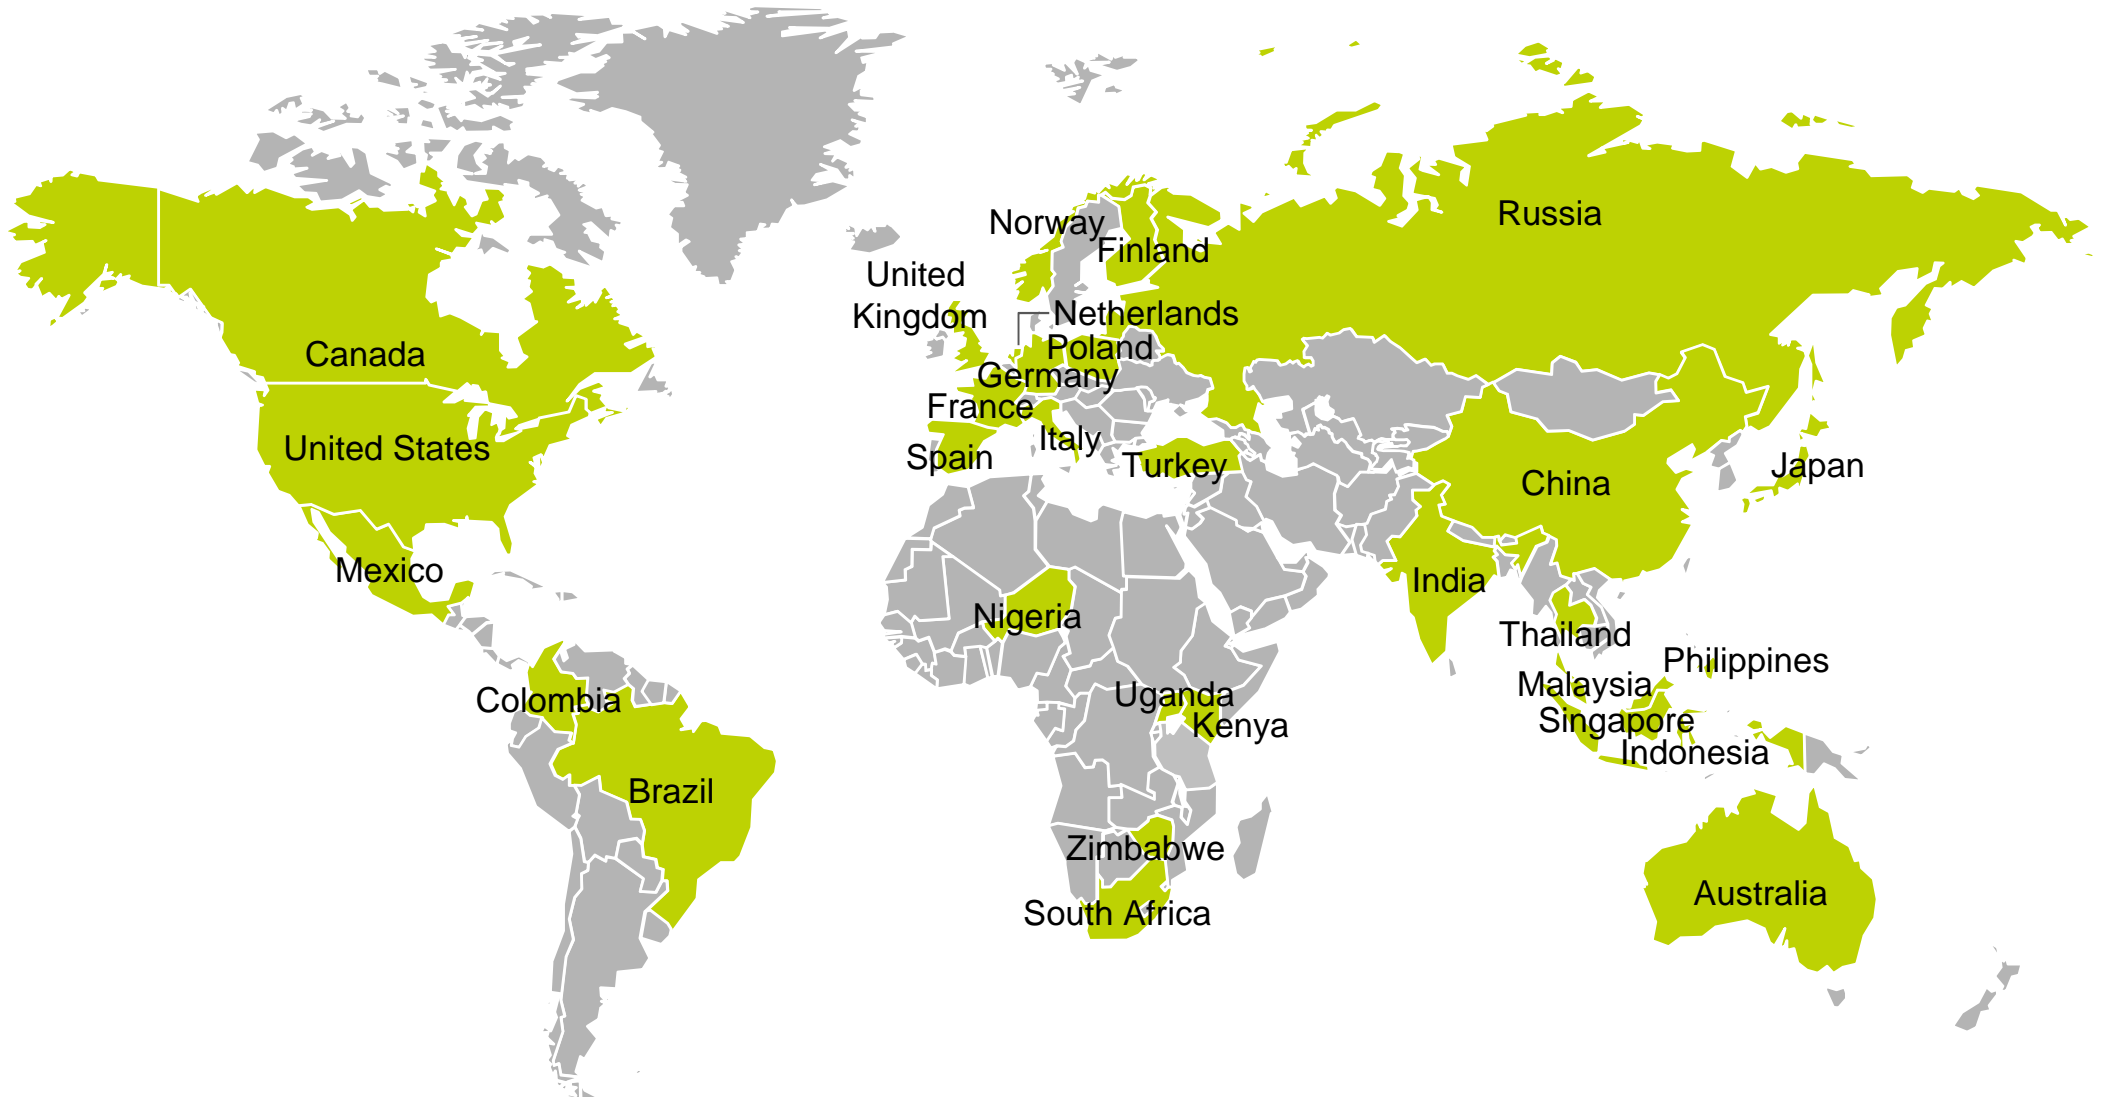 Norway
Russia
Finland
United
Kingdom
Netherlands
Poland
Canada
Germany
France
United States
Italy
Spain
Turkey
Japan
China
Mexico
India
Nigeria
Thailand
Philippines
Malaysia
Uganda
Colombia
Kenya
Singapore
Indonesia
Brazil
Zimbabwe
Australia
South Africa